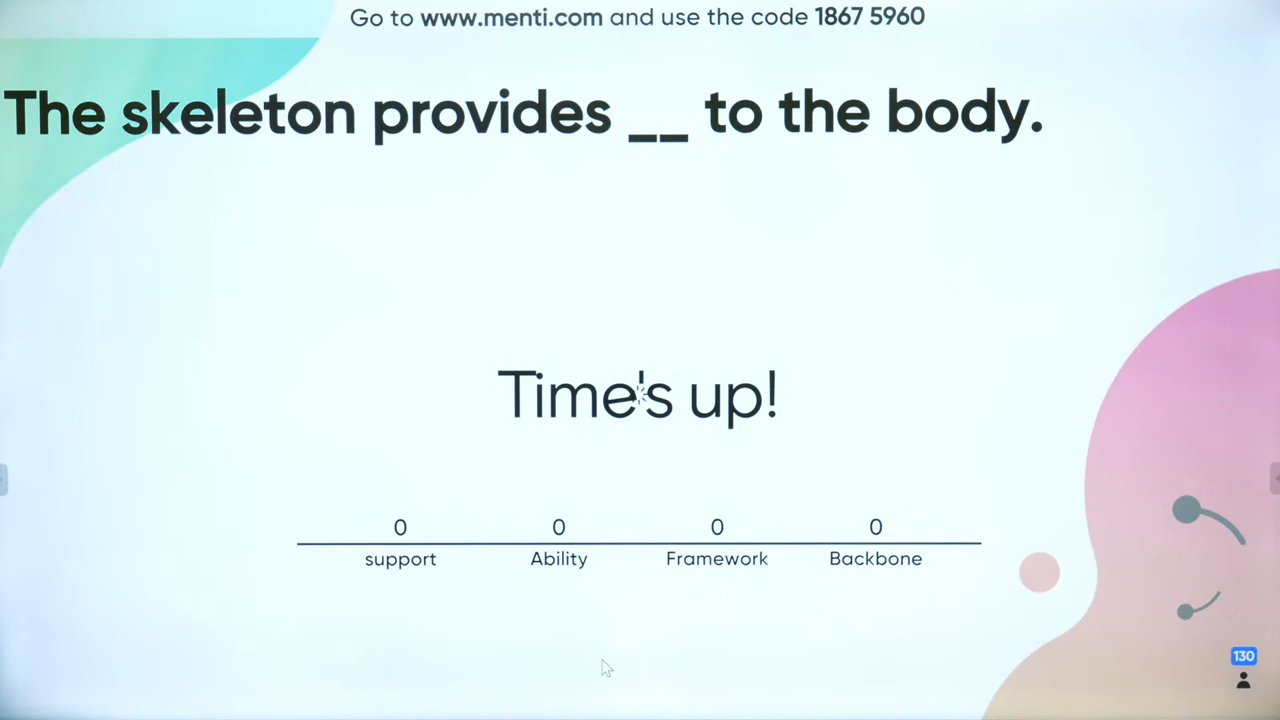 Go to www.menti.com and use the code 1867 5960
The skeleton provides __ to the body.
Time's up!
0 0 0 0
support Ability Framework Backbone
130